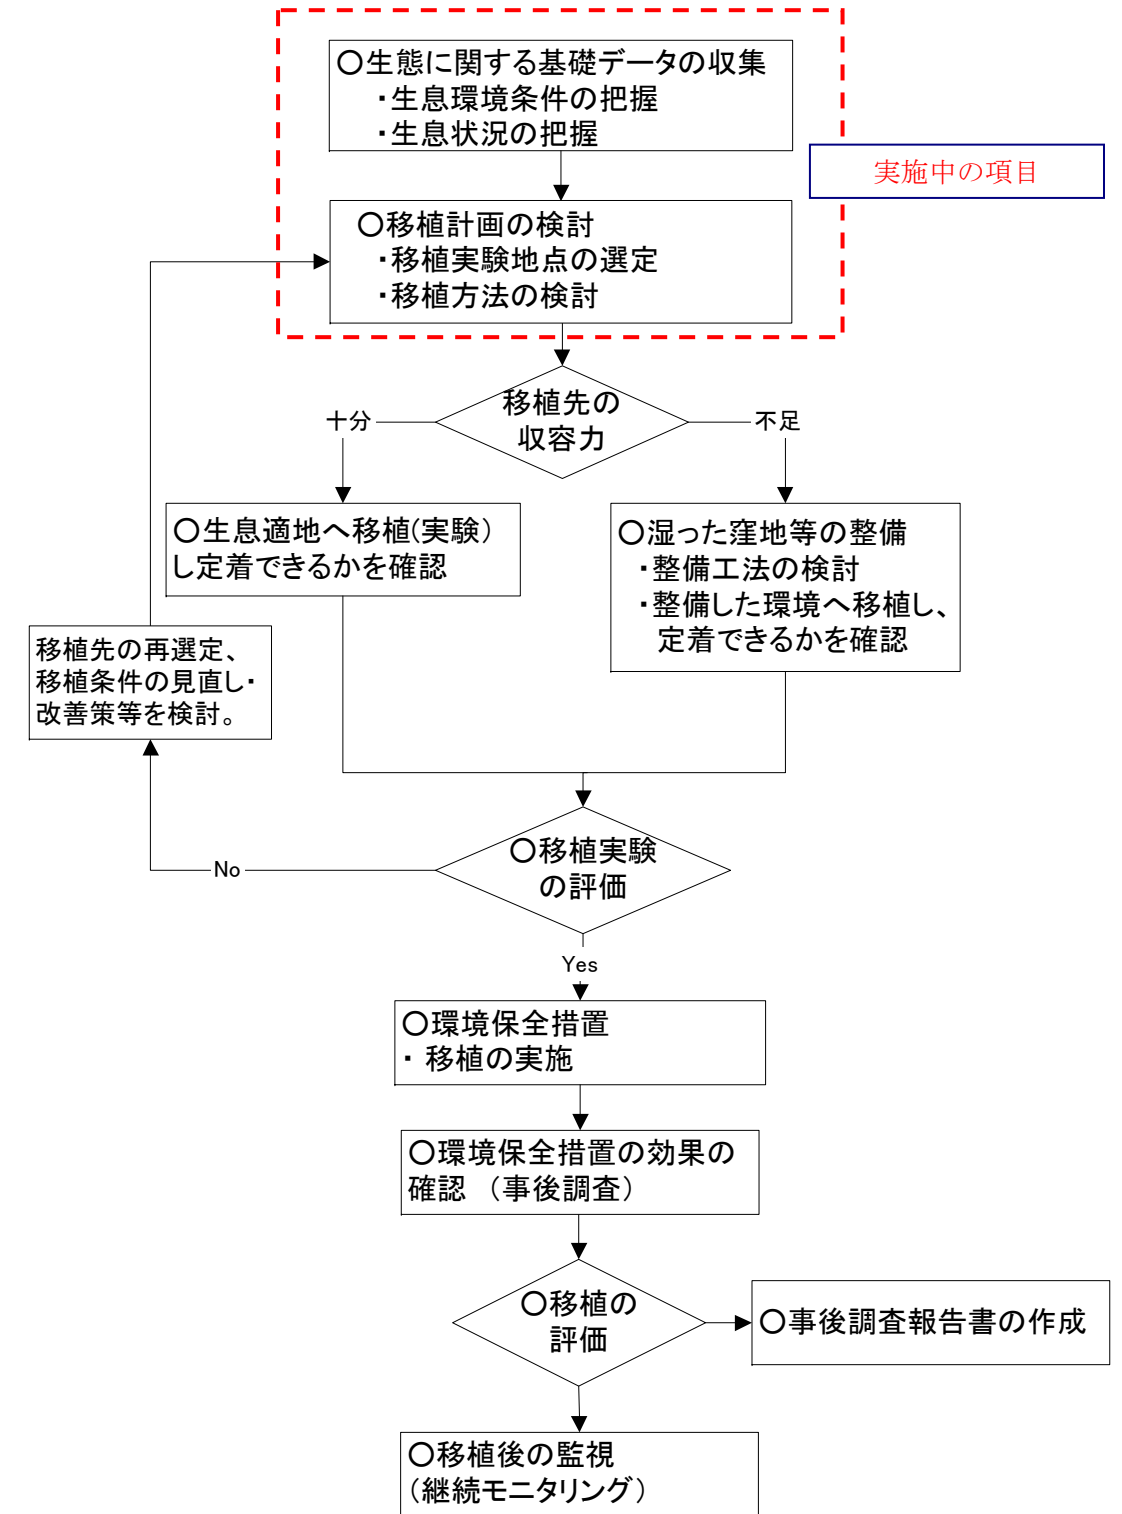 〇生態に関する基礎データの収集
・生息環境条件の把握
・生息状況の把握
実施中の項目
〇移植計画の検討
・移植実験地点の選定
・移植方法の検討
移植先の
収容力
十分
不足
〇生息適地へ移植(実験)
し定着できるかを確認
〇湿った窪地等の整備
・整備工法の検討
・整備した環境へ移植し、
定着できるかを確認
移植先の再選定、
移植条件の見直し・
改善策等を検討。
〇移植実験
の評価
No
Yes
〇環境保全措置
・ 移植の実施
〇環境保全措置の効果の
確認 （事後調査）
〇移植の
評価
〇事後調査報告書の作成
〇移植後の監視
（継続モニタリング）